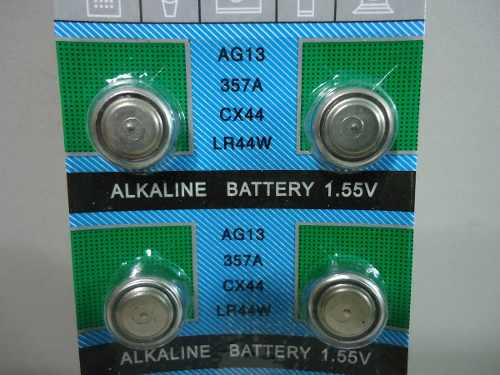 AG13
357A
CX44
LR44W
ALKALINE BATTERY 1.55V
AG13
357A
CX44
LR44W
ALKALINE BATTERY 1.55V